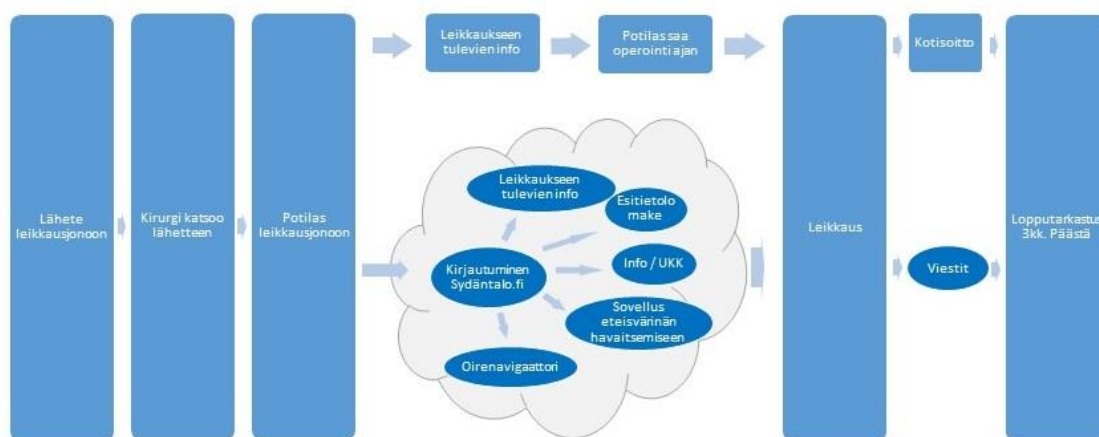 Lähete
leikkausjonoon
Kirurgi katsoo
lähetteen
Potilas
leikkausjonoon
Leikkaukseen
tulevien info
Potilas saa
operointi ajan
Leikkaukseen
tulevien info
Esitietolo
make
Kirjautuminen
Sydäntalo.fi
Info / UKK
Sovellus
eteisvärinän
havaitsemiseen
Oirenavigaattori
Leikkaus
Kotisoitto
Viestit
Lopputarkastus
3kk. Päästä